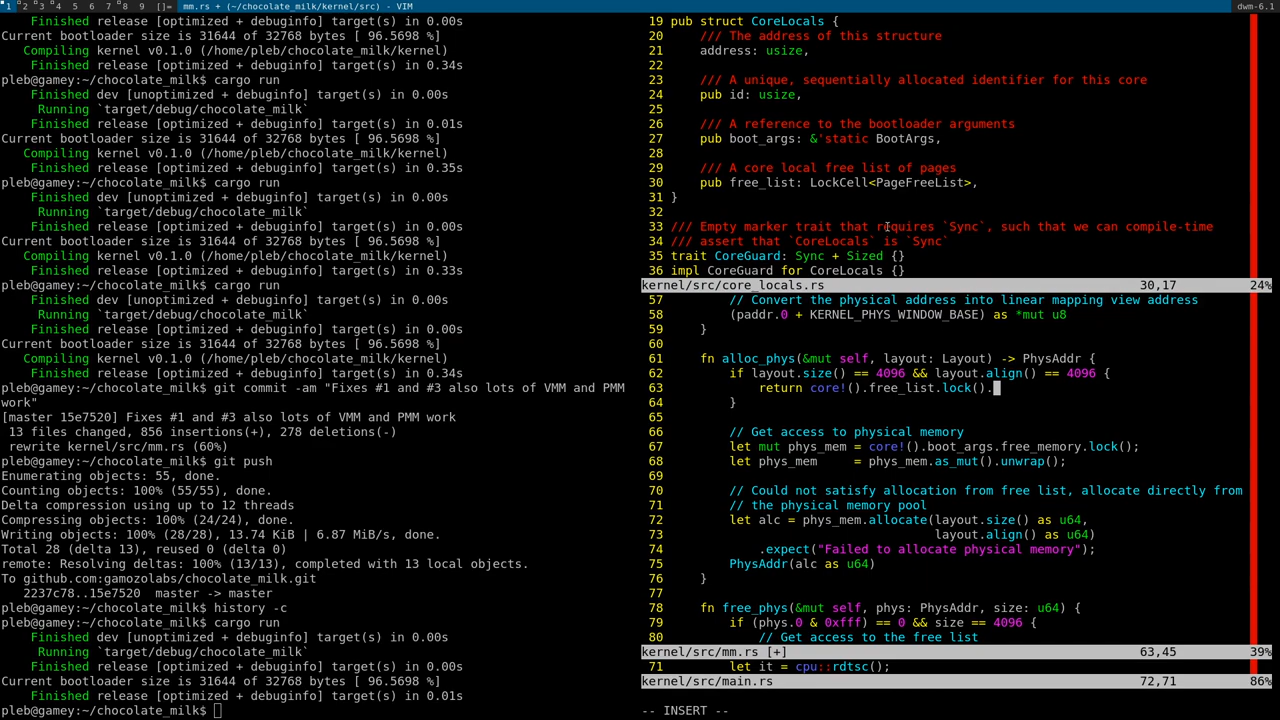 1 2 3 4 5 6 7 8 9 []= mm.rs + (~/chocolate_milk/kernel/src) - VIM dwm-6.1
Finished release [optimized + debuginfo] target(s) in 0.00s
Current bootloader size is 31644 of 32768 bytes [ 96.5698 %]
Compiling kernel v0.1.0 (/home/pleb/chocolate_milk/kernel)
Finished release [optimized + debuginfo] target(s) in 0.34s
pleb@gamey:~/chocolate_milk$ cargo run
Finished dev [unoptimized + debuginfo] target(s) in 0.00s
Running `target/debug/chocolate_milk`
Finished release [optimized + debuginfo] target(s) in 0.01s
Current bootloader size is 31644 of 32768 bytes [ 96.5698 %]
Compiling kernel v0.1.0 (/home/pleb/chocolate_milk/kernel)
Finished release [optimized + debuginfo] target(s) in 0.35s
pleb@gamey:~/chocolate_milk$ cargo run
Finished dev [unoptimized + debuginfo] target(s) in 0.00s
Running `target/debug/chocolate_milk`
Finished release [optimized + debuginfo] target(s) in 0.00s
Current bootloader size is 31644 of 32768 bytes [ 96.5698 %]
Compiling kernel v0.1.0 (/home/pleb/chocolate_milk/kernel)
Finished release [optimized + debuginfo] target(s) in 0.33s
pleb@gamey:~/chocolate_milk$ cargo run
Finished dev [unoptimized + debuginfo] target(s) in 0.00s
Running `target/debug/chocolate_milk`
Finished release [optimized + debuginfo] target(s) in 0.00s
Current bootloader size is 31644 of 32768 bytes [ 96.5698 %]
Compiling kernel v0.1.0 (/home/pleb/chocolate_milk/kernel)
Finished release [optimized + debuginfo] target(s) in 0.34s
pleb@gamey:~/chocolate_milk$ git commit -am "Fixes #1 and #3 also lots of VMM and PMM
work"
[master 15e7520] Fixes #1 and #3 also lots of VMM and PMM work
13 files changed, 856 insertions(+), 278 deletions(-)
rewrite kernel/src/mm.rs (60%)
pleb@gamey:~/chocolate_milk$ git push
Enumerating objects: 55, done.
Counting objects: 100% (55/55), done.
Delta compression using up to 12 threads
Compressing objects: 100% (24/24), done.
Writing objects: 100% (28/28), 13.74 KiB | 6.87 MiB/s, done.
Total 28 (delta 13), reused 0 (delta 0)
remote: Resolving deltas: 100% (13/13), completed with 13 local objects.
To github.com:gamozolabs/chocolate_milk.git
2237c78..15e7520  master -> master
pleb@gamey:~/chocolate_milk$ history -c
pleb@gamey:~/chocolate_milk$ cargo run
Finished dev [unoptimized + debuginfo] target(s) in 0.00s
Running `target/debug/chocolate_milk`
Finished release [optimized + debuginfo] target(s) in 0.00s
Current bootloader size is 31644 of 32768 bytes [ 96.5698 %]
Finished release [optimized + debuginfo] target(s) in 0.01s
pleb@gamey:~/chocolate_milk$
19 pub struct CoreLocals {
20     /// The address of this structure
21     address: usize,
22
23     /// A unique, sequentially allocated identifier for this core
24     pub id: usize,
25
26     /// A reference to the bootloader arguments
27     pub boot_args: &'static BootArgs,
28
29     /// A core local free list of pages
30     pub free_list: LockCell<PageFreeList>,
31 }
32
33 /// Empty marker trait that requires `Sync`, such that we can compile-time
34 /// assert that `CoreLocals` is `Sync`
35 trait CoreGuard: Sync + Sized {}
36 impl CoreGuard for CoreLocals {}
kernel/src/core_locals.rs 30,17 24%
57         // Convert the physical address into linear mapping view address
58         (paddr.0 + KERNEL_PHYS_WINDOW_BASE) as *mut u8
59     }
60
61     fn alloc_phys(&mut self, layout: Layout) -> PhysAddr {
62         if layout.size() == 4096 && layout.align() == 4096 {
63             return core!().free_list.lock().
64         }
65
66         // Get access to physical memory
67         let mut phys_mem = core!().boot_args.free_memory.lock();
68         let phys_mem     = phys_mem.as_mut().unwrap();
69
70         // Could not satisfy allocation from free list, allocate directly from
71         // the physical memory pool
72         let alc = phys_mem.allocate(layout.size() as u64,
73                                     layout.align() as u64)
74             .expect("Failed to allocate physical memory");
75         PhysAddr(alc as u64)
76     }
77
78     fn free_phys(&mut self, phys: PhysAddr, size: u64) {
79         if (phys.0 & 0xfff) == 0 && size == 4096 {
80             // Get access to the free list
kernel/src/mm.rs [+] 63,45 39%
71         let it = cpu::rdtsc();
kernel/src/main.rs 72,71 86%
-- INSERT --